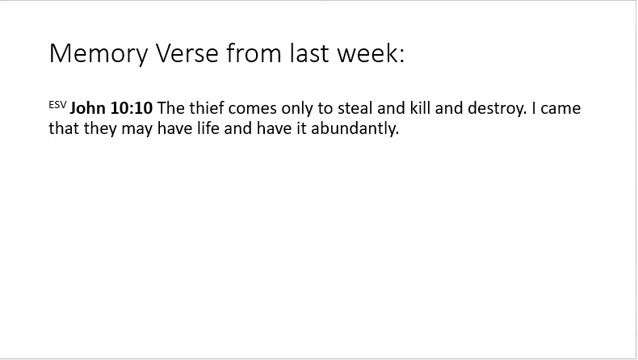 Memory Verse from last week:
ESV John 10:10 The thief comes only to steal and kill and destroy. I came
that they may have life and have it abundantly.